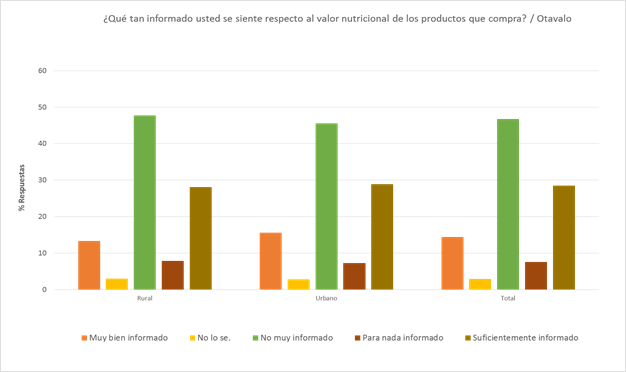 ¿Qué tan informado usted se siente respecto al valor nutricional de los productos que compra? / Otavalo
60
50
40
30
20
10
0
% Respuestas
Rural Urbano Total
Muy bien informado No lo se. No muy informado Para nada informado Suficientemente informado